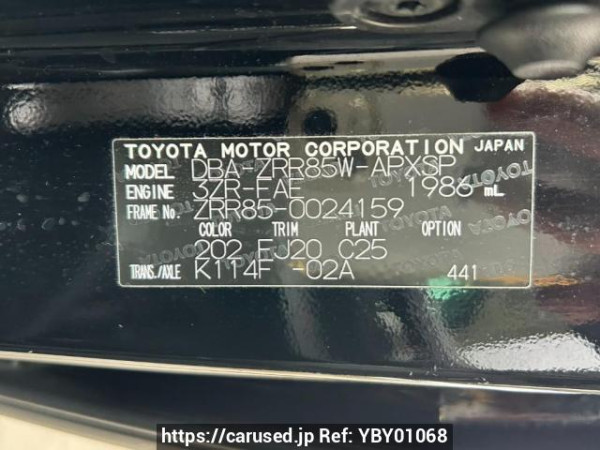 TOYOTA MOTOR CORPORATION JAPAN
MODEL DBA-ZRR85W-APXSP
ENGINE 3ZR-FAE 1986 mL
FRAME No. ZRR85-0024159
COLOR TRIM PLANT OPTION
202 FJ20 C25
TRANS./AXLE K114F -02A 441
https://carused.jp Ref: YBY01068